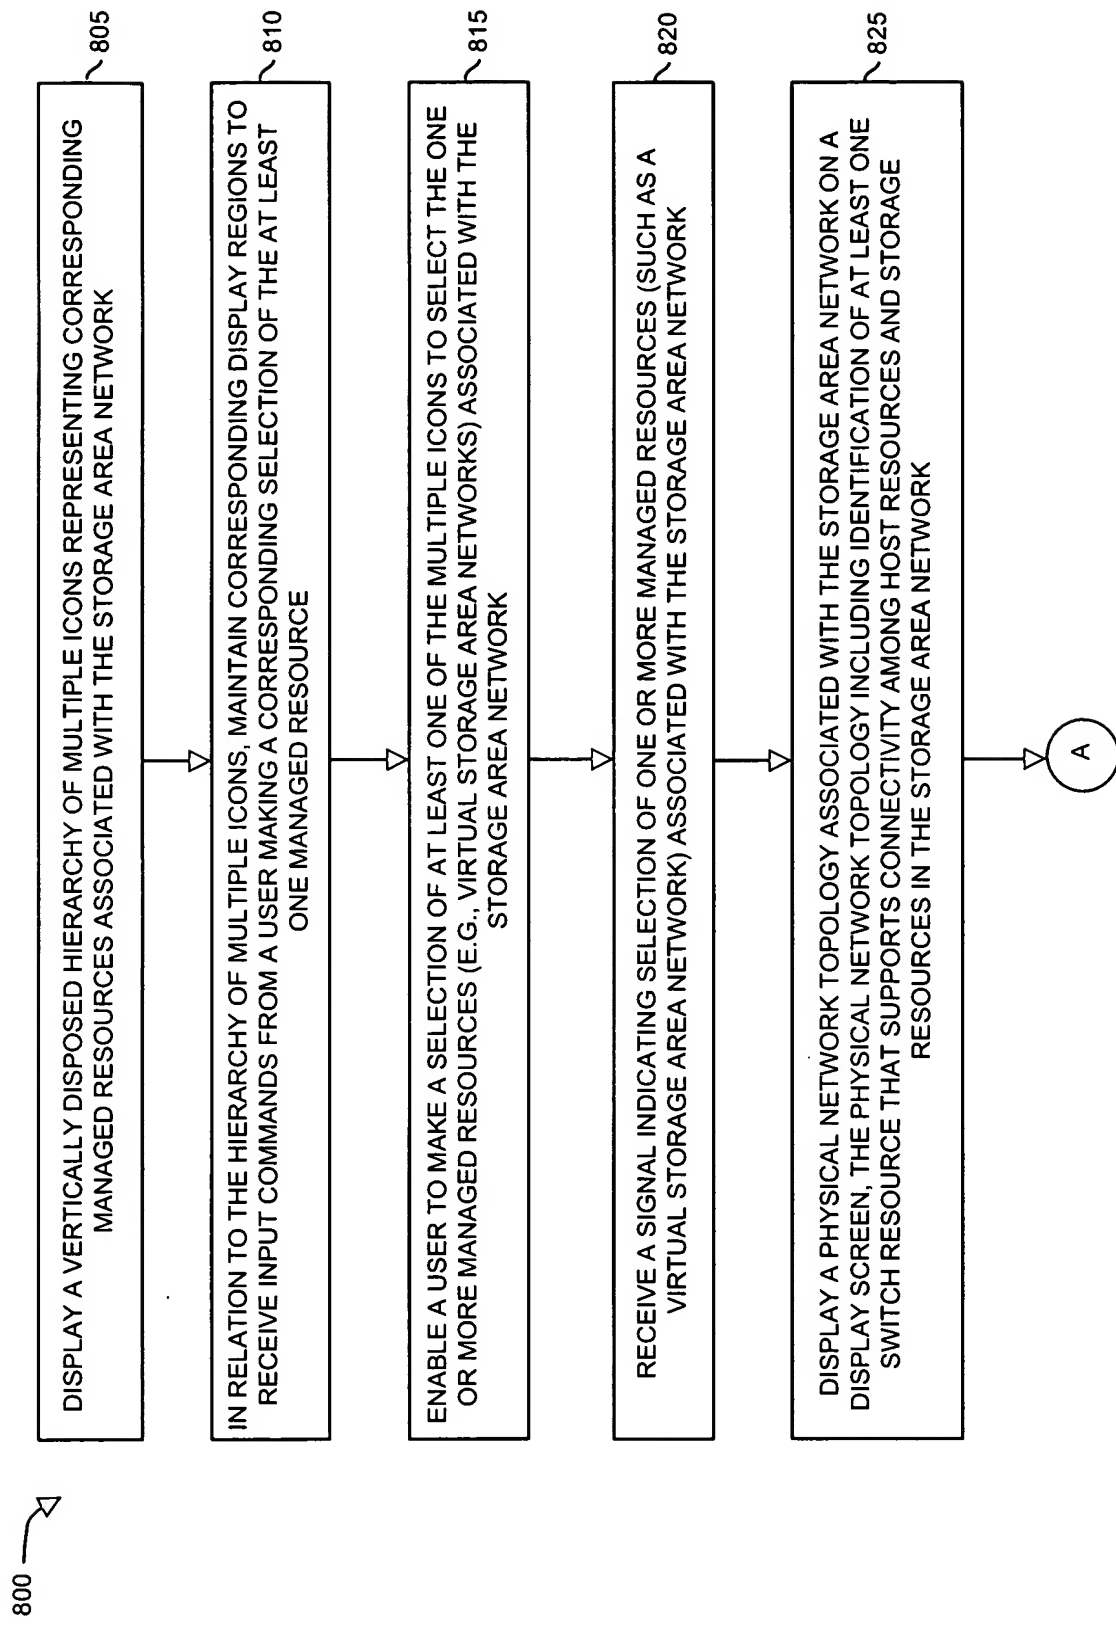 800
DISPLAY A VERTICALLY DISPOSED HIERARCHY OF MULTIPLE ICONS REPRESENTING CORRESPONDING
MANAGED RESOURCES ASSOCIATED WITH THE STORAGE AREA NETWORK
805
IN RELATION TO THE HIERARCHY OF MULTIPLE ICONS, MAINTAIN CORRESPONDING DISPLAY REGIONS TO
RECEIVE INPUT COMMANDS FROM A USER MAKING A CORRESPONDING SELECTION OF THE AT LEAST
ONE MANAGED RESOURCE
810
ENABLE A USER TO MAKE A SELECTION OF AT LEAST ONE OF THE MULTIPLE ICONS TO SELECT THE ONE
OR MORE MANAGED RESOURCES (E.G., VIRTUAL STORAGE AREA NETWORKS) ASSOCIATED WITH THE
STORAGE AREA NETWORK
815
RECEIVE A SIGNAL INDICATING SELECTION OF ONE OR MORE MANAGED RESOURCES (SUCH AS A
VIRTUAL STORAGE AREA NETWORK) ASSOCIATED WITH THE STORAGE AREA NETWORK
820
DISPLAY A PHYSICAL NETWORK TOPOLOGY ASSOCIATED WITH THE STORAGE AREA NETWORK ON A
DISPLAY SCREEN, THE PHYSICAL NETWORK TOPOLOGY INCLUDING IDENTIFICATION OF AT LEAST ONE
SWITCH RESOURCE THAT SUPPORTS CONNECTIVITY AMONG HOST RESOURCES AND STORAGE
RESOURCES IN THE STORAGE AREA NETWORK
825
A